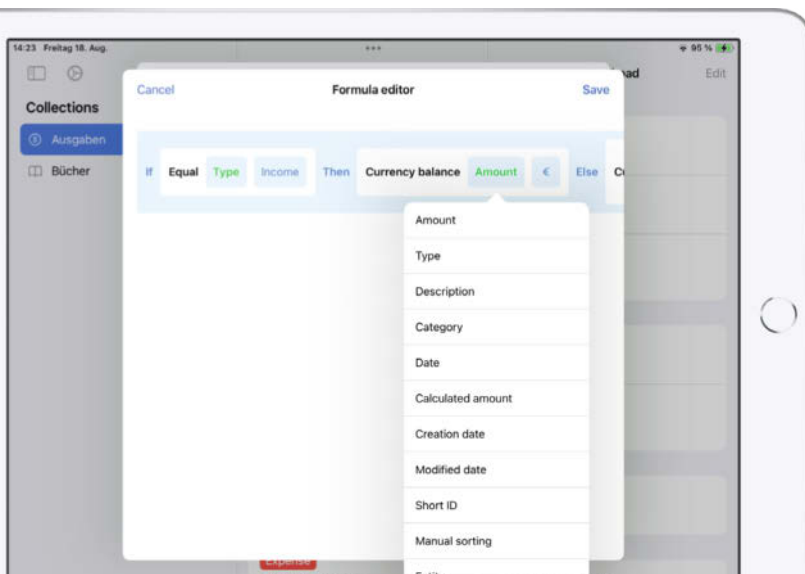 14:23 Freitag 18. Aug.
95 %
Edit
Cancel
Formula editor
Save
Collections
Ausgaben
Bücher
If Equal Type Income Then Currency balance Amount € Else
Amount
Type
Description
Category
Date
Calculated amount
Creation date
Modified date
Short ID
Manual sorting
Expense